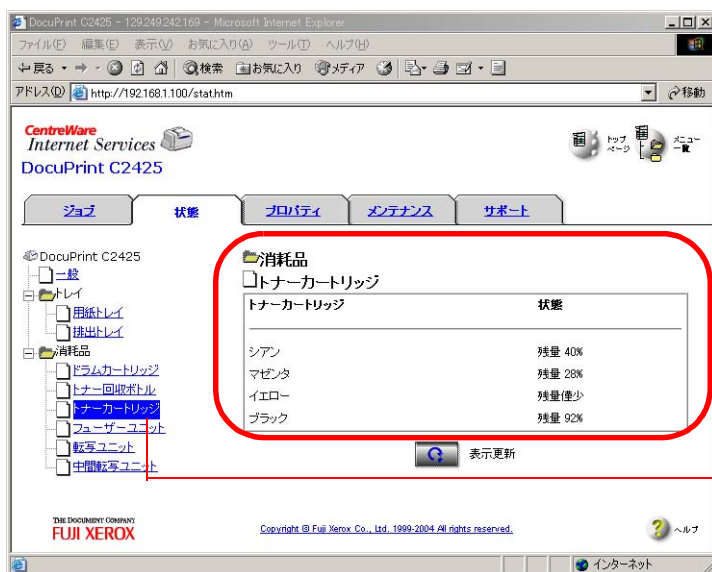 DocuPrint C2425 - 129.249.242.169 - Microsoft Internet Explorer
ファイル(F) 編集(E) 表示(V) お気に入り(A) ツール(T) ヘルプ(H)
戻る 検索 お気に入り メディア
アドレス(D) http://192.168.1.100/stat.htm 移動
CentreWare
Internet Services
DocuPrint C2425
トップページ
メニュー一覧
ジョブ 状態 プロパティ メンテナンス サポート
DocuPrint C2425
一般
トレイ
用紙トレイ
排出トレイ
消耗品
ドラムカートリッジ
トナー回収ボトル
トナーカートリッジ
フューザーユニット
転写ユニット
中間転写ユニット
消耗品
トナーカートリッジ
トナーカートリッジ 状態
シアン 残量 40%
マゼンタ 残量 28%
イエロー 残量僅少
ブラック 残量 92%
表示更新
THE DOCUMENT COMPANY
FUJI XEROX
Copyright © Fuji Xerox Co., Ltd. 1999-2004 All rights reserved.
ヘルプ
インターネット